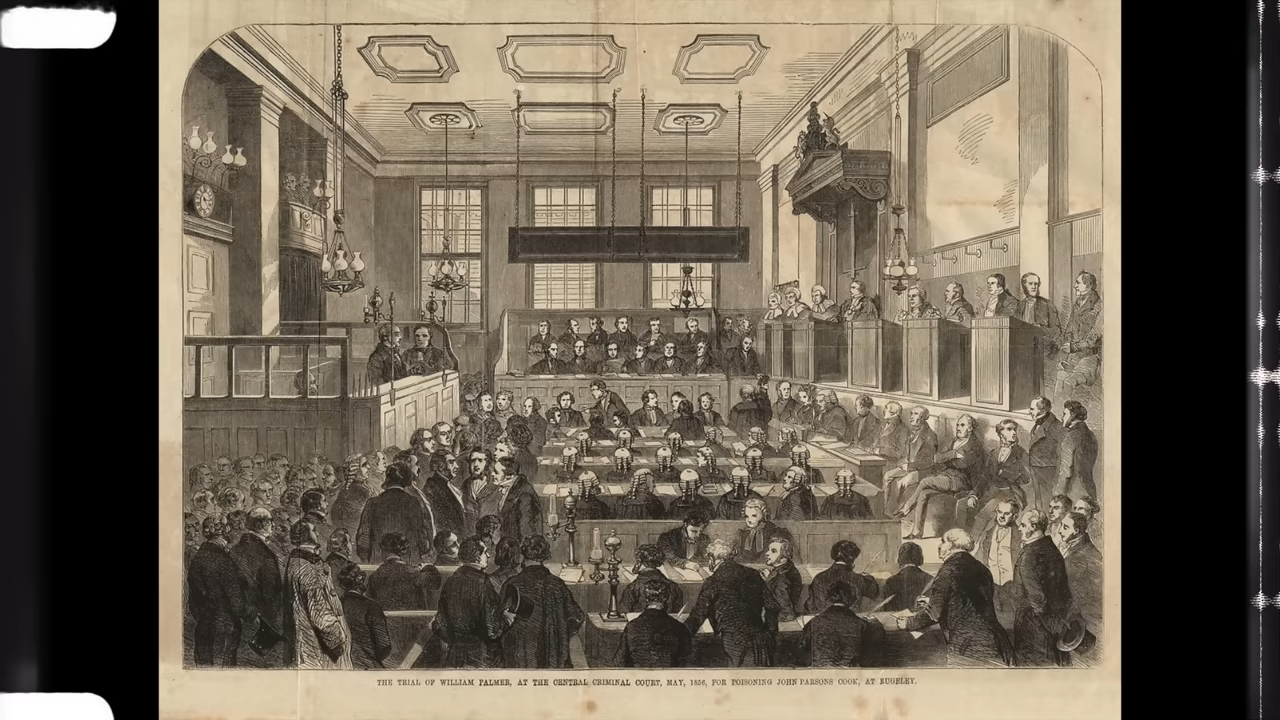 THE TRIAL OF WILLIAM PALMER, AT THE CENTRAL CRIMINAL COURT, MAY, 1856, FOR POISONING JOHN PARSONS COOK, AT RUGELEY.